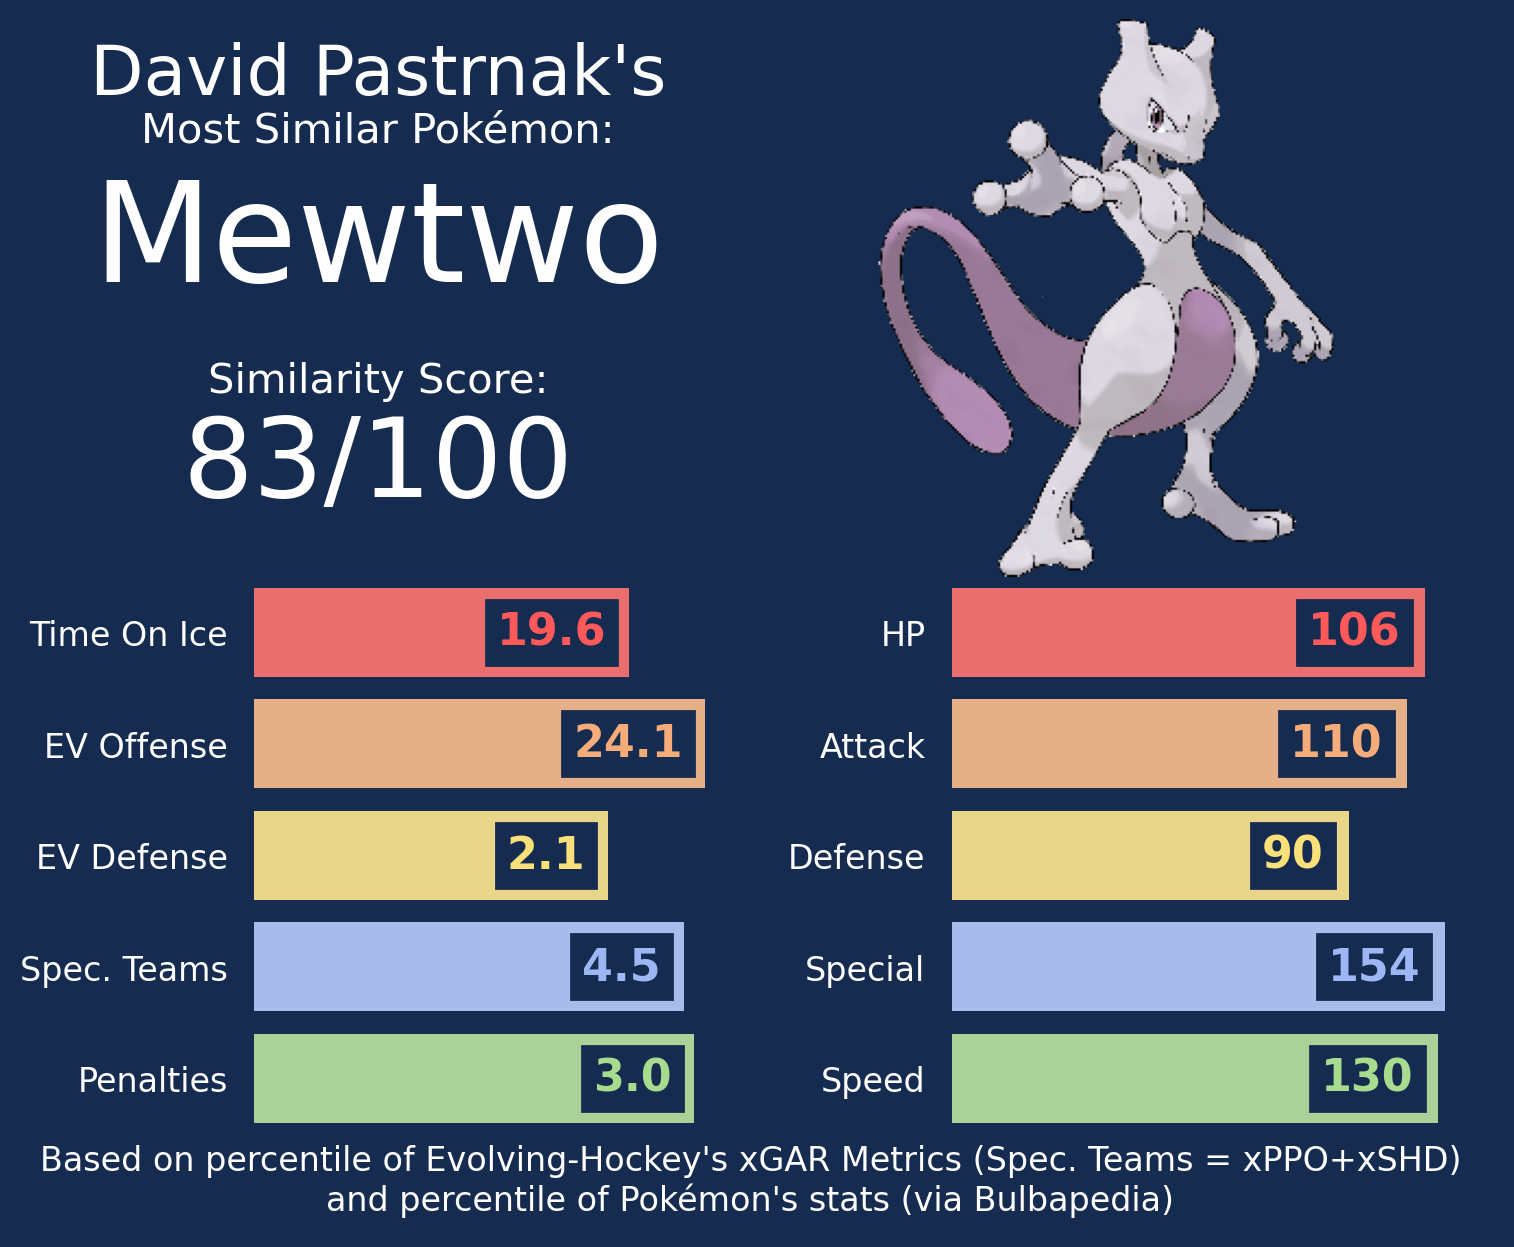 David Pastrnak's
Most Similar Pokémon:
Mewtwo
Similarity Score:
83/100
Time On Ice 19.6
EV Offense 24.1
EV Defense 2.1
Spec. Teams 4.5
Penalties 3.0
HP 106
Attack 110
Defense 90
Special 154
Speed 130
Based on percentile of Evolving-Hockey's xGAR Metrics (Spec. Teams = xPPO+xSHD)
and percentile of Pokémon's stats (via Bulbapedia)